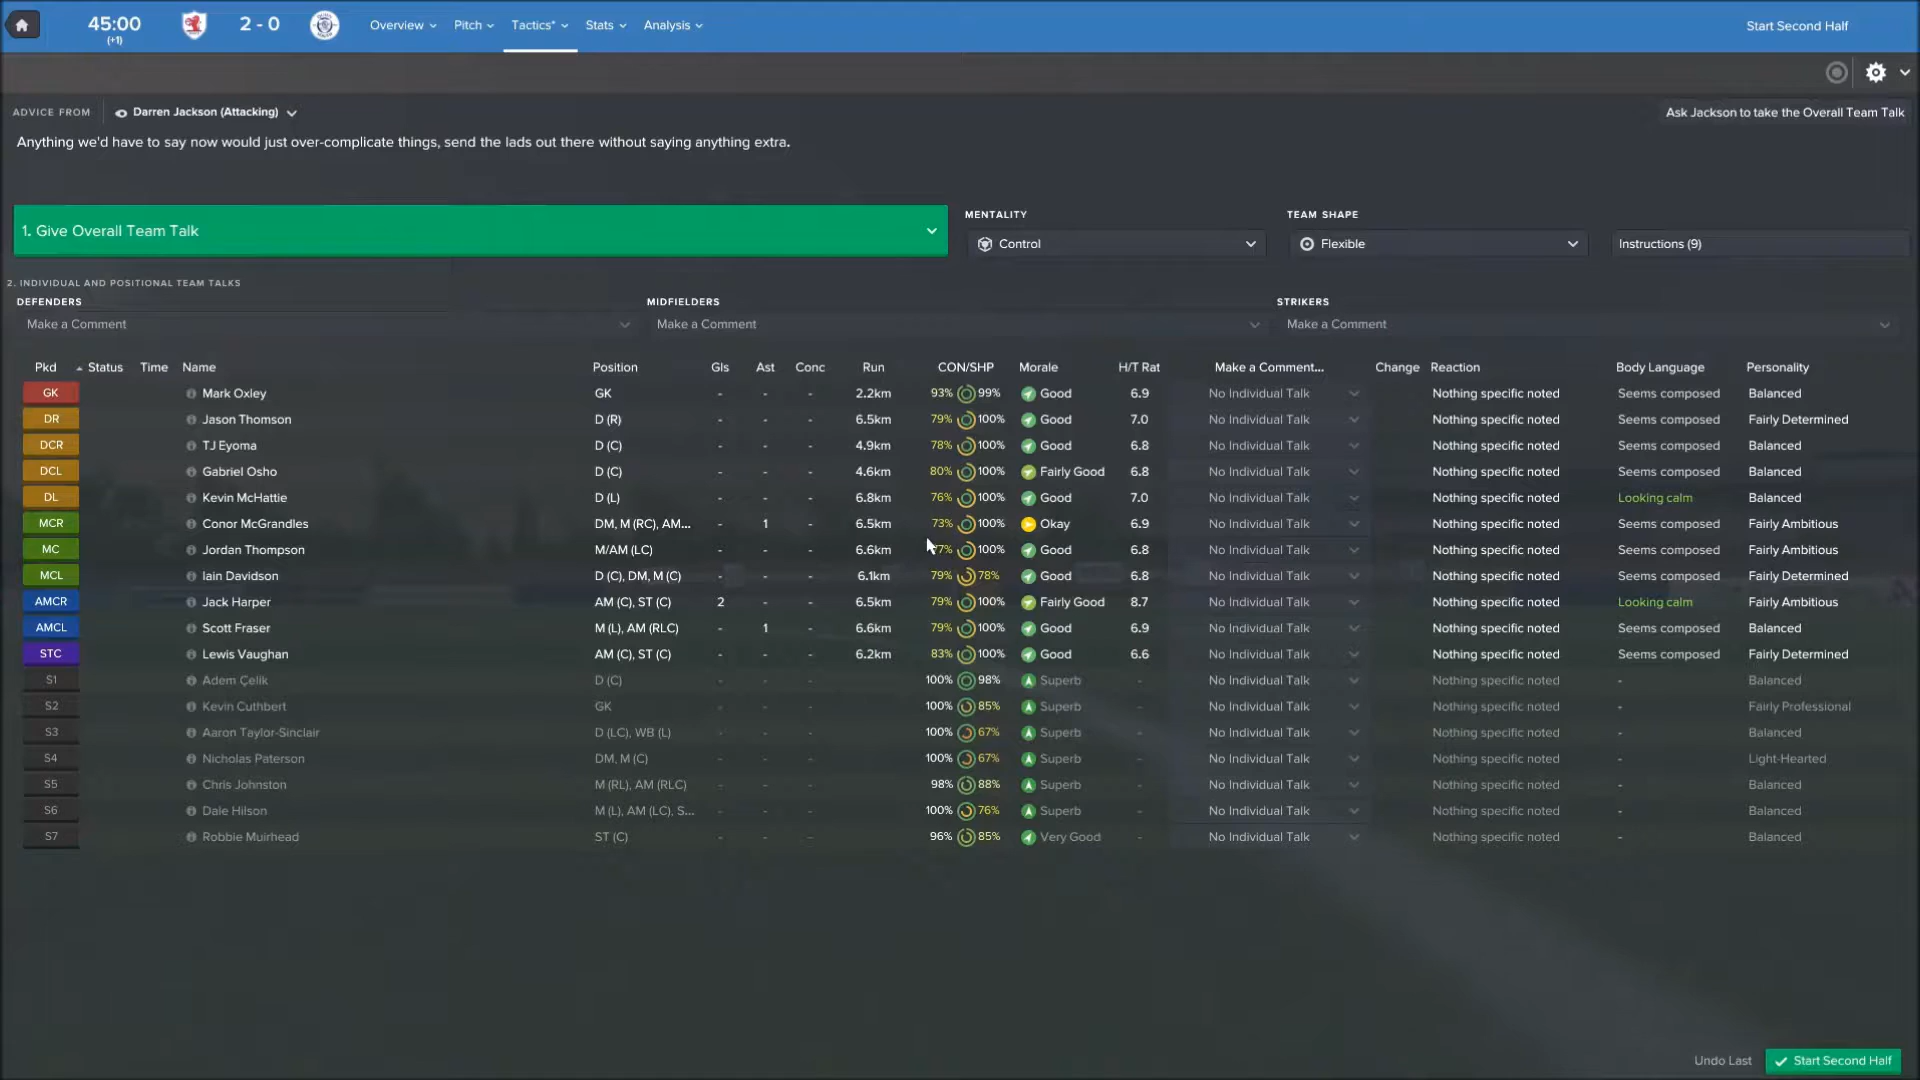 45:00
(+1)
2 - 0
Overview
Pitch
Tactics*
Stats
Analysis
Start Second Half
ADVICE FROM
Darren Jackson (Attacking)
Ask Jackson to take the Overall Team Talk
Anything we'd have to say now would just over-complicate things, send the lads out there without saying anything extra.
1. Give Overall Team Talk
MENTALITY
Control
TEAM SHAPE
Flexible
Instructions (9)
2. INDIVIDUAL AND POSITIONAL TEAM TALKS
DEFENDERS MIDFIELDERS STRIKERS
Make a Comment Make a Comment Make a Comment
Pkd Status Time Name Position Gls Ast Conc Run CON/SHP Morale H/T Rat Make a Comment... Change Reaction Body Language Personality
GK Mark Oxley GK - - - 2.2km 93% 99% Good 6.9 No Individual Talk Nothing specific noted Seems composed Balanced
DR Jason Thomson D (R) - - - 6.5km 79% 100% Good 7.0 No Individual Talk Nothing specific noted Seems composed Fairly Determined
DCR TJ Eyoma D (C) - - - 4.9km 78% 100% Good 6.8 No Individual Talk Nothing specific noted Seems composed Balanced
DCL Gabriel Osho D (C) - - - 4.6km 80% 100% Fairly Good 6.8 No Individual Talk Nothing specific noted Seems composed Balanced
DL Kevin McHattie D (L) - - - 6.8km 76% 100% Good 7.0 No Individual Talk Nothing specific noted Looking calm Balanced
MCR Conor McGrandles DM, M (RC), AM... - 1 - 6.5km 73% 100% Okay 6.9 No Individual Talk Nothing specific noted Seems composed Fairly Ambitious
MC Jordan Thompson M/AM (LC) - - - 6.6km 77% 100% Good 6.8 No Individual Talk Nothing specific noted Seems composed Fairly Ambitious
MCL Iain Davidson D (C), DM, M (C) - - - 6.1km 79% 78% Good 6.8 No Individual Talk Nothing specific noted Seems composed Fairly Determined
AMCR Jack Harper AM (C), ST (C) 2 - - 6.5km 79% 100% Fairly Good 8.7 No Individual Talk Nothing specific noted Looking calm Fairly Ambitious
AMCL Scott Fraser M (L), AM (RLC) - 1 - 6.6km 79% 100% Good 6.9 No Individual Talk Nothing specific noted Seems composed Balanced
STC Lewis Vaughan AM (C), ST (C) - - - 6.2km 83% 100% Good 6.6 No Individual Talk Nothing specific noted Seems composed Fairly Determined
S1 Adem Çelik D (C) - - - 100% 98% Superb - No Individual Talk Nothing specific noted - Balanced
S2 Kevin Cuthbert GK - - - 100% 85% Superb - No Individual Talk Nothing specific noted - Fairly Professional
S3 Aaron Taylor-Sinclair D (LC), WB (L) - - - 100% 67% Superb - No Individual Talk Nothing specific noted - Balanced
S4 Nicholas Paterson DM, M (C) - - - 100% 67% Superb - No Individual Talk Nothing specific noted - Light-Hearted
S5 Chris Johnston M (RL), AM (RLC) - - - 98% 88% Superb - No Individual Talk Nothing specific noted - Balanced
S6 Dale Hilson M (L), AM (LC), S... - - - 100% 76% Superb - No Individual Talk Nothing specific noted - Balanced
S7 Robbie Muirhead ST (C) - - - 96% 85% Very Good - No Individual Talk Nothing specific noted - Balanced
Undo Last
Start Second Half